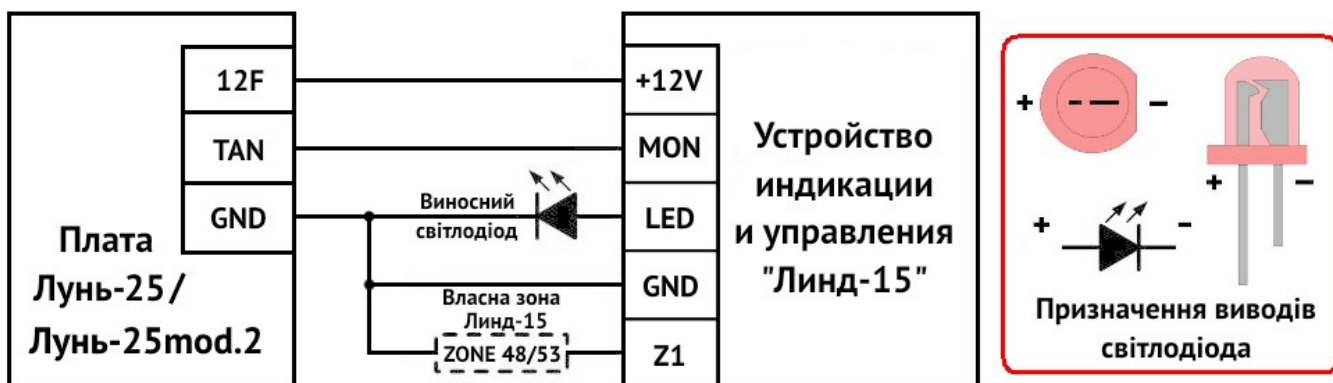 12F
TAN
GND
Плата
Лунь-25/
Лунь-25mod.2
Виносний
світлодіод
Власна зона
Линд-15
ZONE 48/53
+12V
MON
LED
GND
Z1
Устройство
индикации
и управления
"Линд-15"
+ -
+ -
+ -
Призначення виводів
світлодіода